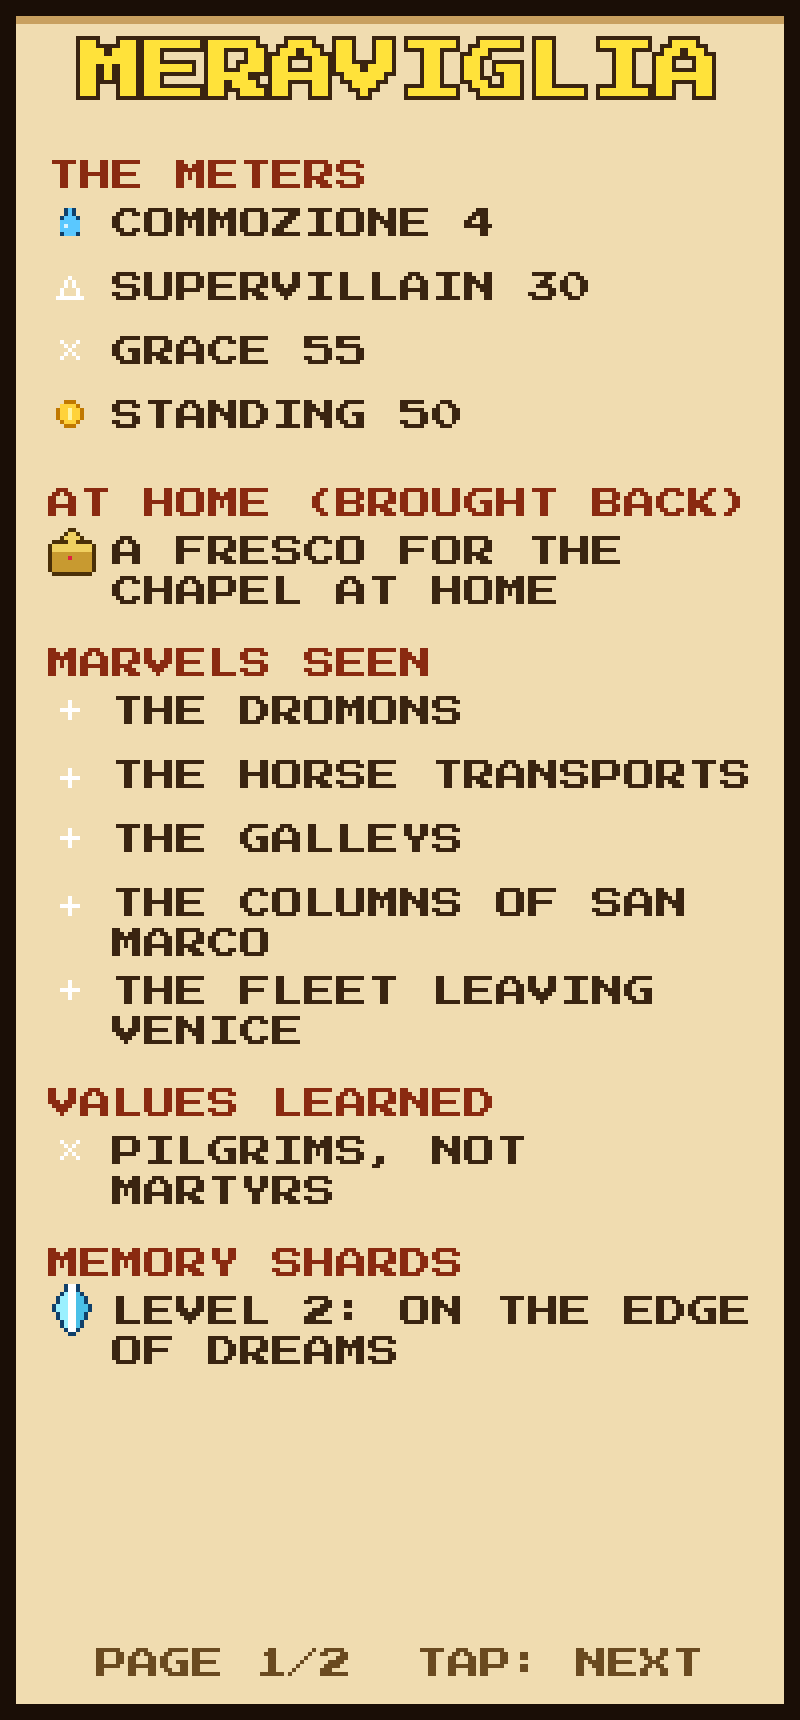 MERAVIGLIA
THE METERS
COMMOZIONE 4
SUPERVILLAIN 30
GRACE 55
STANDING 50
AT HOME (BROUGHT BACK)
A FRESCO FOR THE
CHAPEL AT HOME
MARVELS SEEN
+ THE DROMONS
+ THE HORSE TRANSPORTS
+ THE GALLEYS
+ THE COLUMNS OF SAN
MARCO
+ THE FLEET LEAVING
VENICE
VALUES LEARNED
PILGRIMS, NOT
MARTYRS
MEMORY SHARDS
LEVEL 2: ON THE EDGE
OF DREAMS
PAGE 1/2 TAP: NEXT